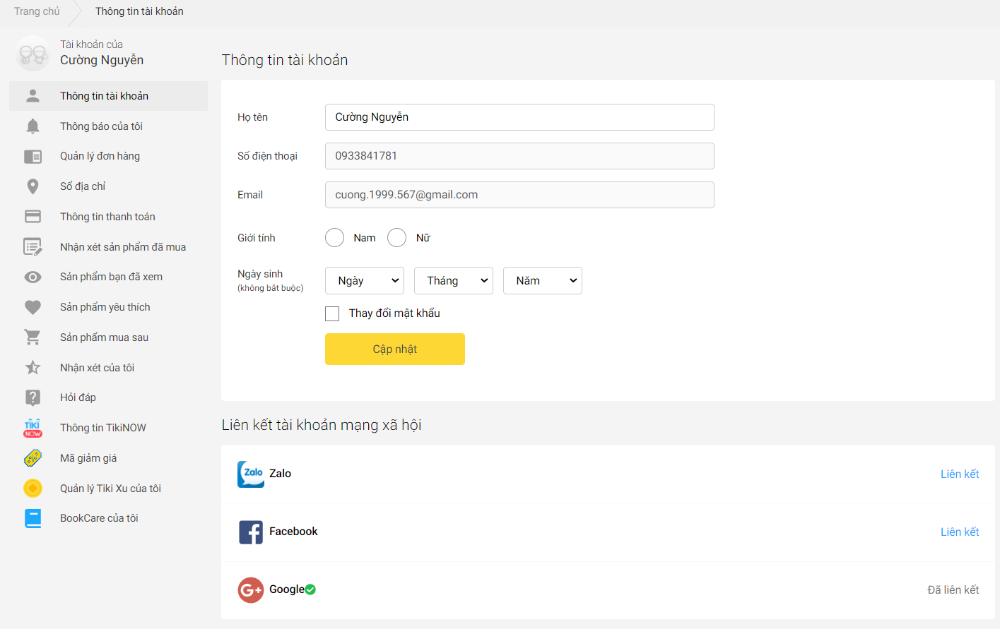 Trang chủ
Thông tin tài khoản
Tài khoản của
Cường Nguyễn
Thông tin tài khoản
Thông báo của tôi
Quản lý đơn hàng
Sổ địa chỉ
Thông tin thanh toán
Nhận xét sản phẩm đã mua
Sản phẩm bạn đã xem
Sản phẩm yêu thích
Sản phẩm mua sau
Nhận xét của tôi
Hỏi đáp
TIKI
NOW
Thông tin TikiNOW
Mã giảm giá
Quản lý Tiki Xu của tôi
BookCare của tôi
Thông tin tài khoản
Họ tên
Cường Nguyễn
Số điện thoại
0933841781
Email
cuong.1999.567@gmail.com
Giới tính
Nam
Nữ
Ngày sinh
(không bắt buộc)
Ngày
Tháng
Năm
Thay đổi mật khẩu
Cập nhật
Liên kết tài khoản mạng xã hội
Zalo
Zalo
Liên kết
Facebook
Liên kết
G+
Google
Đã liên kết